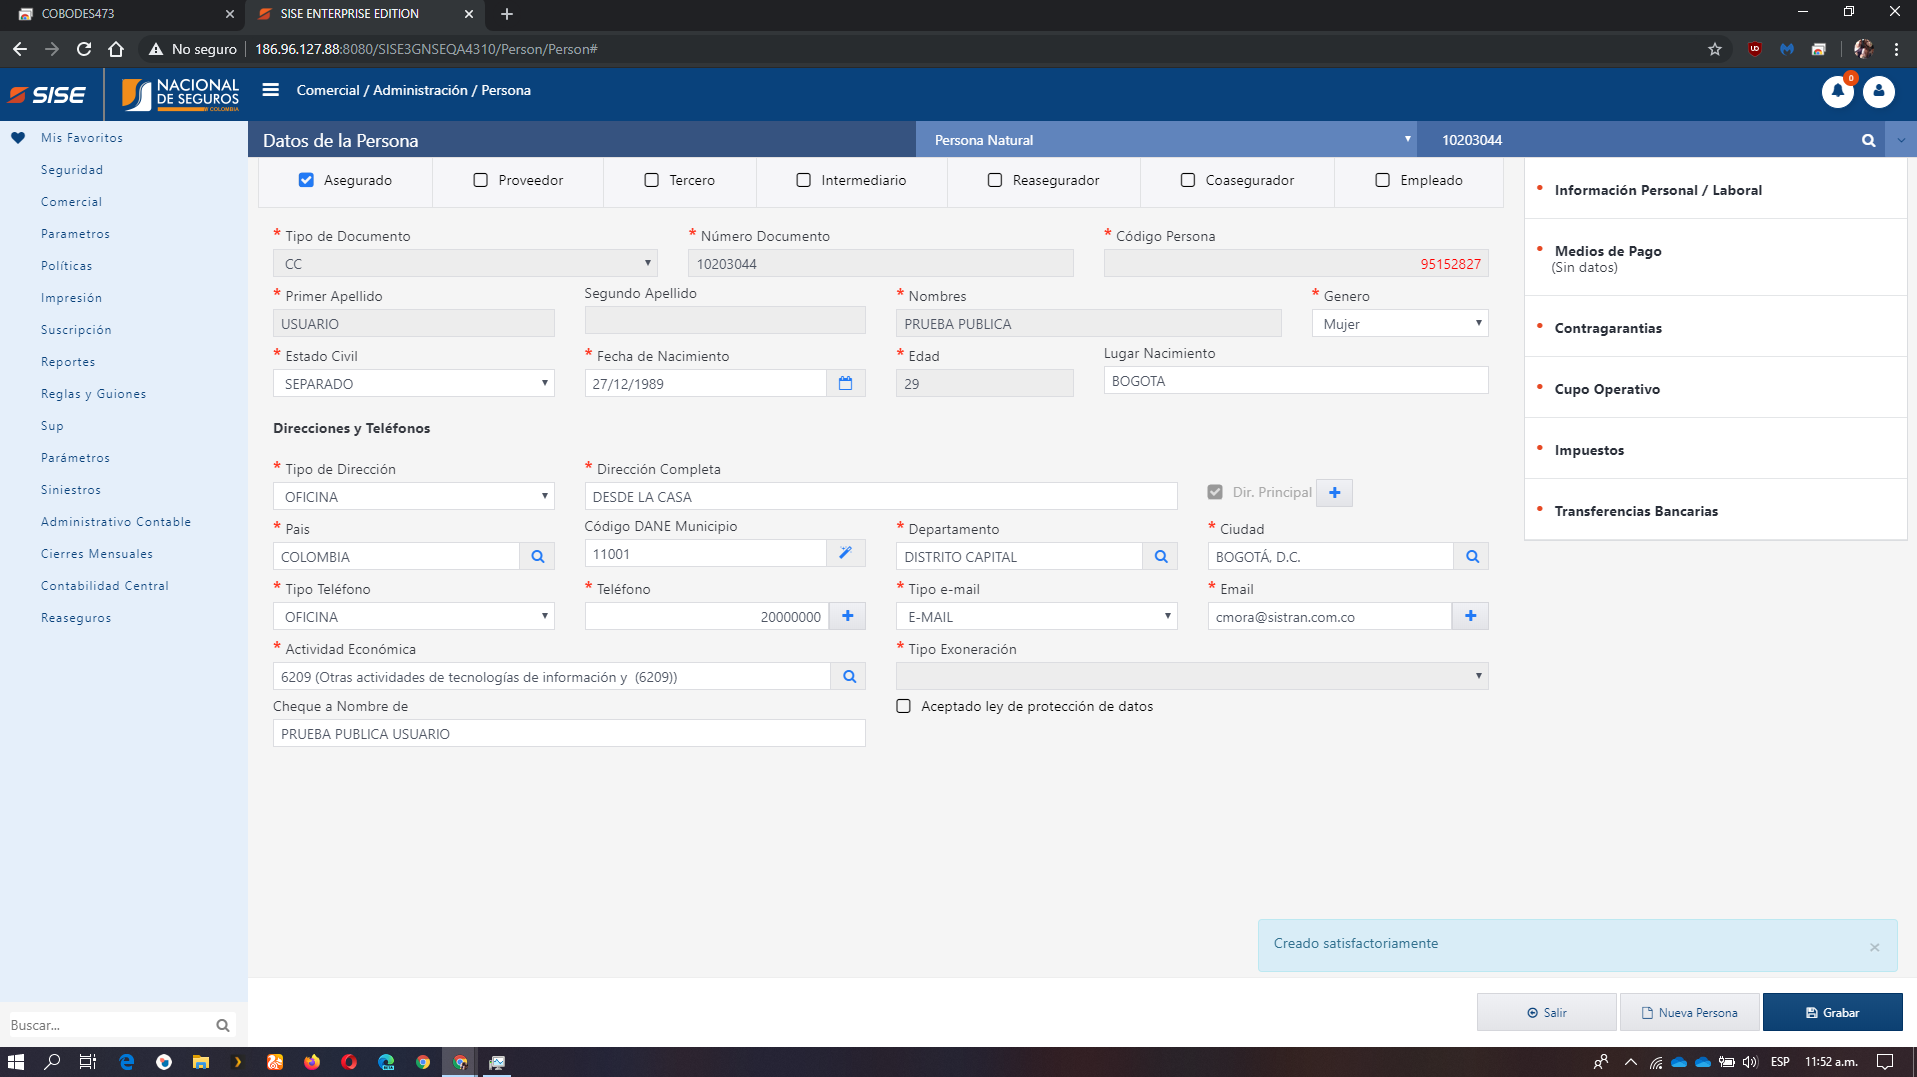 COBODES473
SISE ENTERPRISE EDITION
No seguro
186.96.127.88:8080/SISE3GNSEQA4310/Person/Person#
SISE
NACIONAL
DE SEGUROS
COLOMBIA
Comercial / Administración / Persona
0
Mis Favoritos
Seguridad
Comercial
Parametros
Políticas
Impresión
Suscripción
Reportes
Reglas y Guiones
Sup
Parámetros
Siniestros
Administrativo Contable
Cierres Mensuales
Contabilidad Central
Reaseguros
Buscar...
Datos de la Persona
Persona Natural
10203044
Asegurado
Proveedor
Tercero
Intermediario
Reasegurador
Coasegurador
Empleado
* Tipo de Documento
* Número Documento
* Código Persona
CC
10203044
95152827
* Primer Apellido
Segundo Apellido
* Nombres
* Genero
USUARIO
PRUEBA PUBLICA
Mujer
* Estado Civil
* Fecha de Nacimiento
* Edad
Lugar Nacimiento
SEPARADO
27/12/1989
29
BOGOTA
Direcciones y Teléfonos
* Tipo de Dirección
* Dirección Completa
OFICINA
DESDE LA CASA
Dir. Principal
* Pais
Código DANE Municipio
* Departamento
* Ciudad
COLOMBIA
11001
DISTRITO CAPITAL
BOGOTÁ, D.C.
* Tipo Teléfono
* Teléfono
* Tipo e-mail
* Email
OFICINA
20000000
E-MAIL
cmora@sistran.com.co
* Actividad Económica
* Tipo Exoneración
6209 (Otras actividades de tecnologías de información y (6209))
Cheque a Nombre de
Aceptado ley de protección de datos
PRUEBA PUBLICA USUARIO
Información Personal / Laboral
Medios de Pago
(Sin datos)
Contragarantias
Cupo Operativo
Impuestos
Transferencias Bancarias
Creado satisfactoriamente
Salir
Nueva Persona
Grabar
ESP
11:52 a.m.